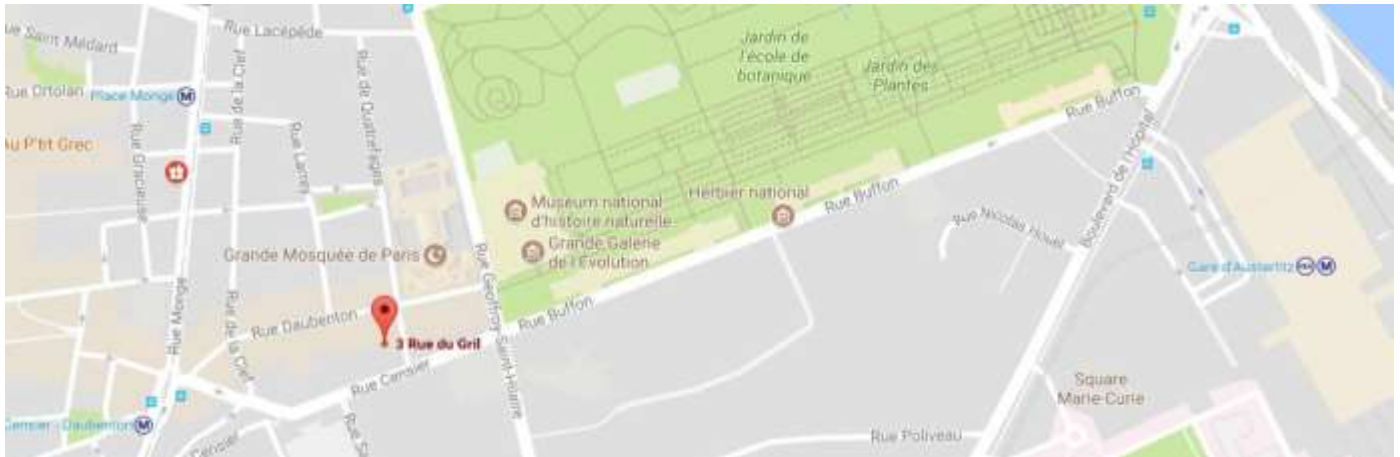 Rue Saint Médard
Rue Lacépède
Rue Ortolan
Place Monge
M
Rue de la Clef
Rue de Quatrefages
Au P'tit Grec
Rue Gracieuse
Rue Larrey
Jardin de
l'école de
botanique
Jardin des
Plantes
Rue Buffon
Boulevard de l'Hôpital
Muséum national
d'histoire naturelle
Herbier national
Rue Buffon
Rue Nicolas Houël
Grande Mosquée de Paris
Grande Galerie
de l'Évolution
Rue Geoffroy-Saint-Hilaire
Gare d'Austerlitz
M
Rue Monge
Rue de la Clef
Rue Daubenton
3 Rue du Gril
Rue Buffon
Rue Censier
Square
Marie-Curie
Censier - Daubenton
M
Censier
Rue Poliveau